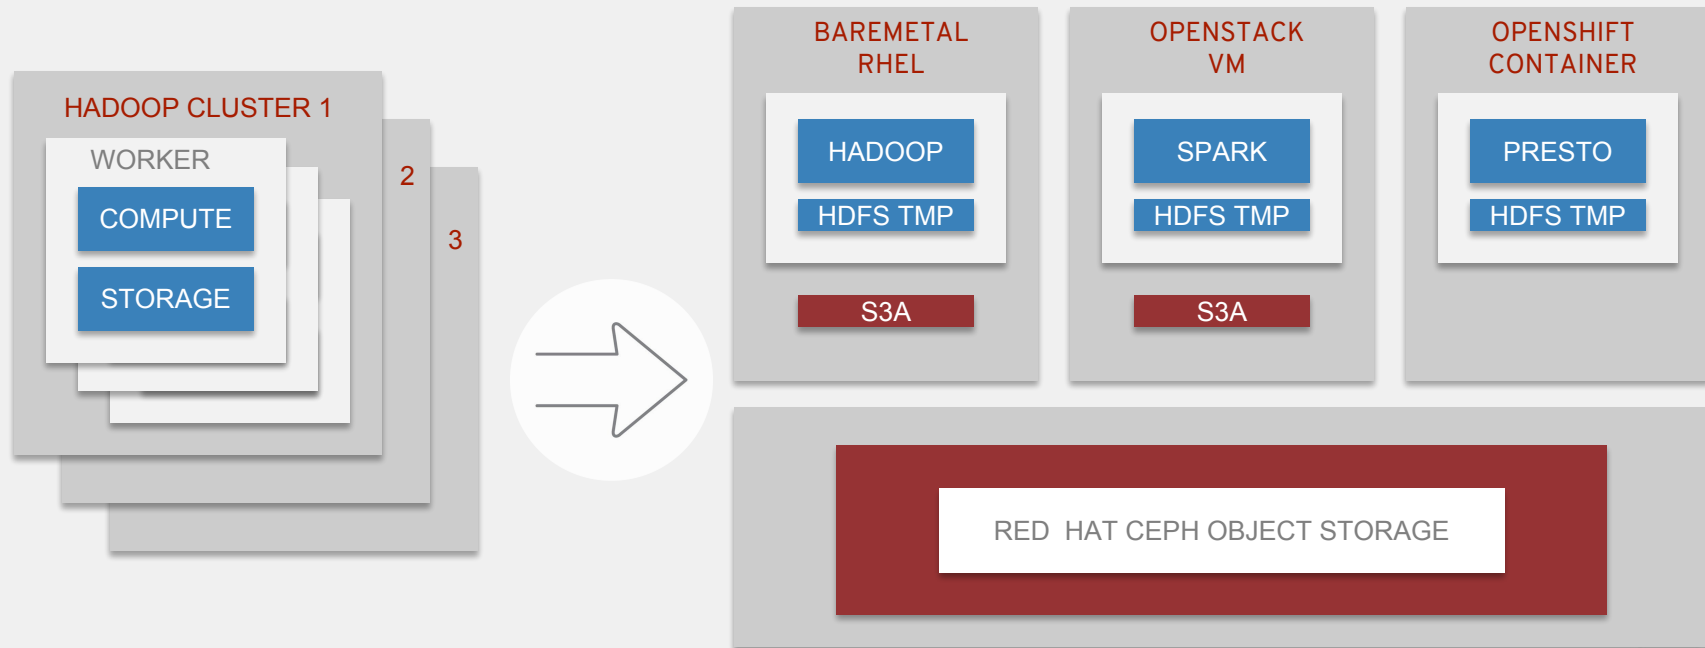 HADOOP CLUSTER 1
WORKER
COMPUTE
STORAGE
2
3
BAREMETAL
RHEL
HADOOP
HDFS TMP
S3A
OPENSTACK
VM
SPARK
HDFS TMP
S3A
OPENSHIFT
CONTAINER
PRESTO
HDFS TMP
RED HAT CEPH OBJECT STORAGE